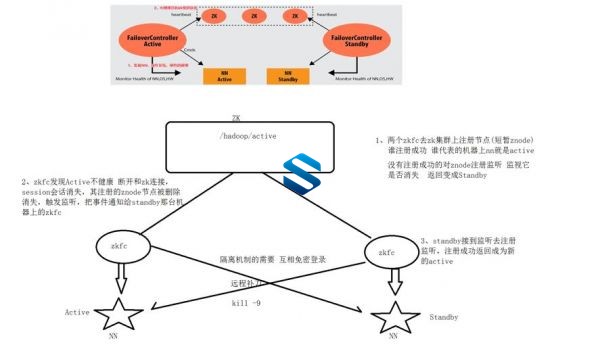 heartbeat
ZK
ZK
ZK
heartbeat
FailoverController
Active
FailoverController
Standby
Cmds
NN
Active
NN
Standby
Monitor Health of NN,OS,HW
Monitor Health of NN,OS,HW
ZK
/hadoop/active
1、两个zkfc去zk集群上注册节点(短暂znode)
谁注册成功 谁代表的机器上nn就是active
没有注册成功的对znode注册监听 监视它
是否消失 返回变成Standby
2、zkfc发现Active不健康 断开和zk连接,
session会话消失,其注册的znode节点被删除
消失,触发监听,把事件通知给standby那台机
器上的zkfc
zkfc
zkfc
3、standby接到监听去注册
监听,注册成功返回成为新
的active
隔离机制的需要 互相免密登录
远程补刀
kill -9
Active
NN
Standby
NN